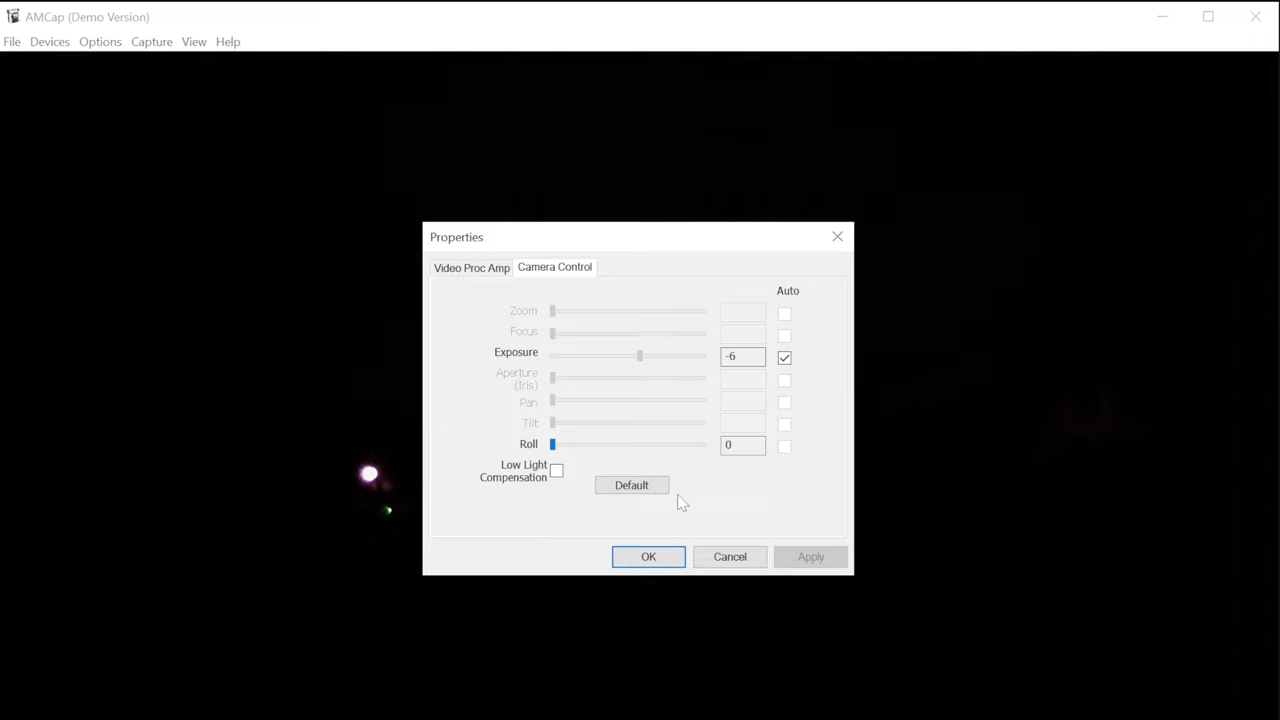 AMCap (Demo Version)
File Devices Options Capture View Help
Properties
Video Proc Amp Camera Control
Auto
Zoom
Focus
Exposure -6
Aperture
(Iris)
Pan
Tilt
Roll 0
Low Light
Compensation
Default
OK Cancel Apply